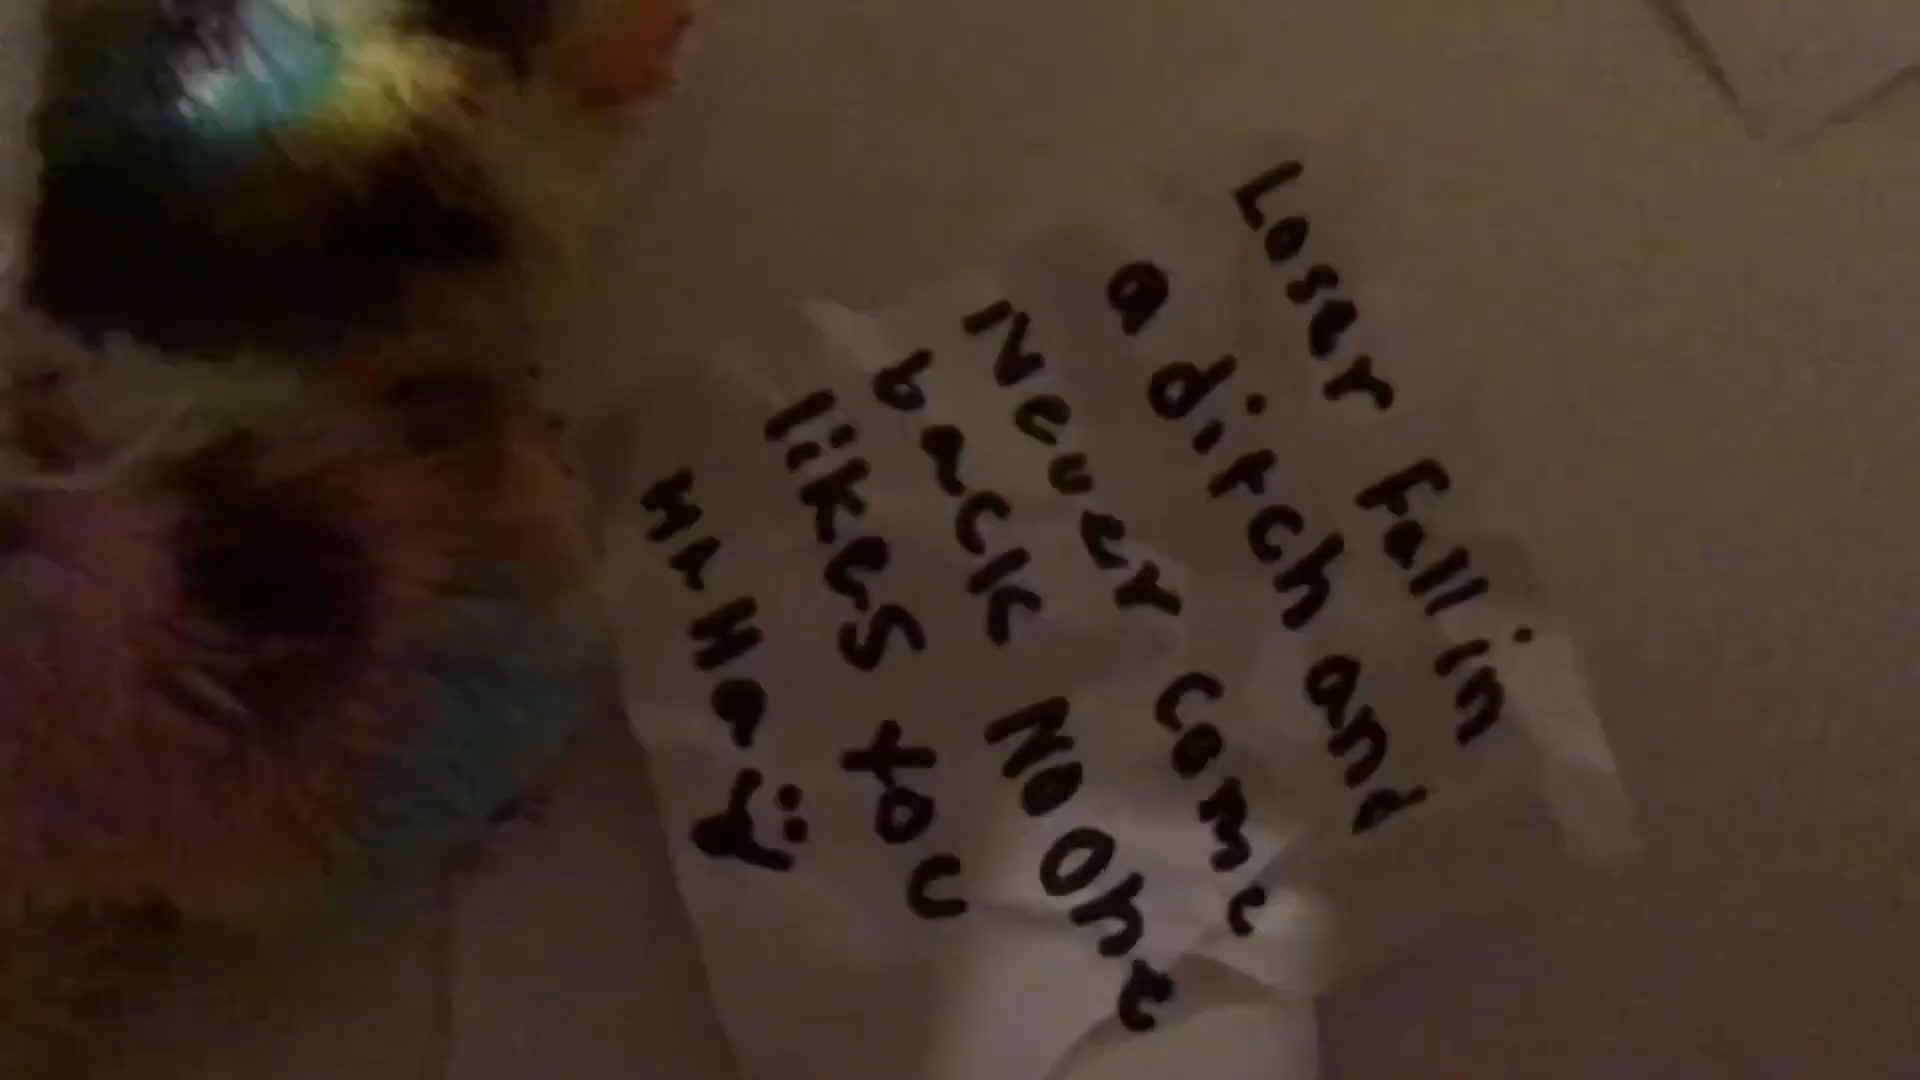 Loser Fall in
a ditch and
Never come
back No One
likes you
HaHa